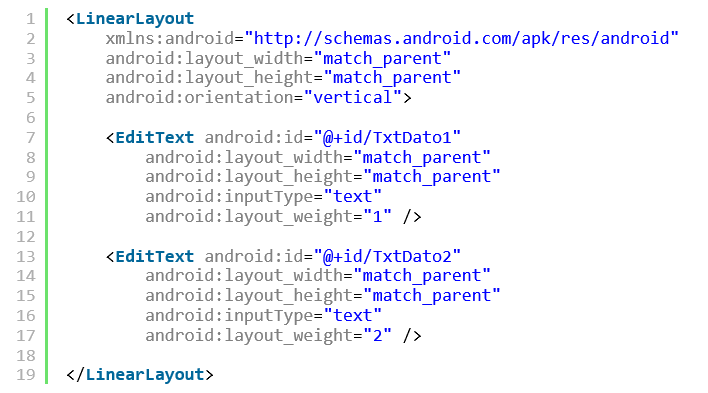 1 <LinearLayout
2 xmlns:android="http://schemas.android.com/apk/res/android"
3 android:layout_width="match_parent"
4 android:layout_height="match_parent"
5 android:orientation="vertical">
6
7 <EditText android:id="@+id/TxtDato1"
8 android:layout_width="match_parent"
9 android:layout_height="match_parent"
10 android:inputType="text"
11 android:layout_weight="1" />
12
13 <EditText android:id="@+id/TxtDato2"
14 android:layout_width="match_parent"
15 android:layout_height="match_parent"
16 android:inputType="text"
17 android:layout_weight="2" />
18
19 </LinearLayout>